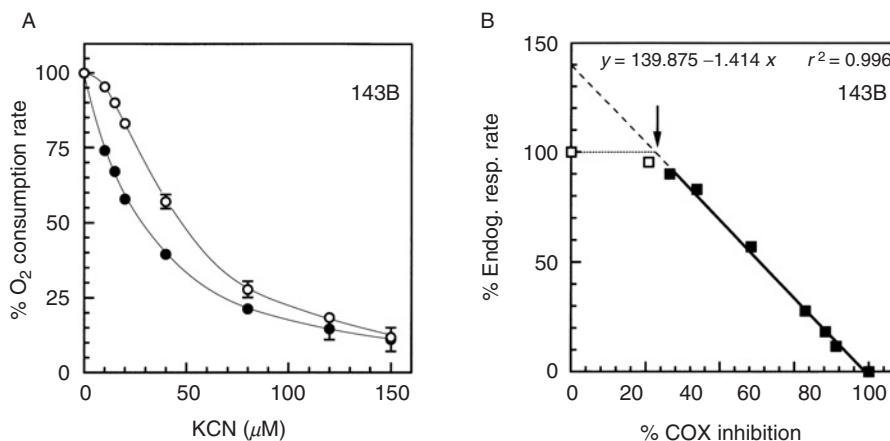 A
% O2 consumption rate
100
75
50
25
0
143B
0
50
100
150
KCN (μM)
B
% Endog. resp. rate
150
100
50
0
y = 139.875 –1.414 x r² = 0.996
143B
0
20
40
60
80
100
% COX inhibition